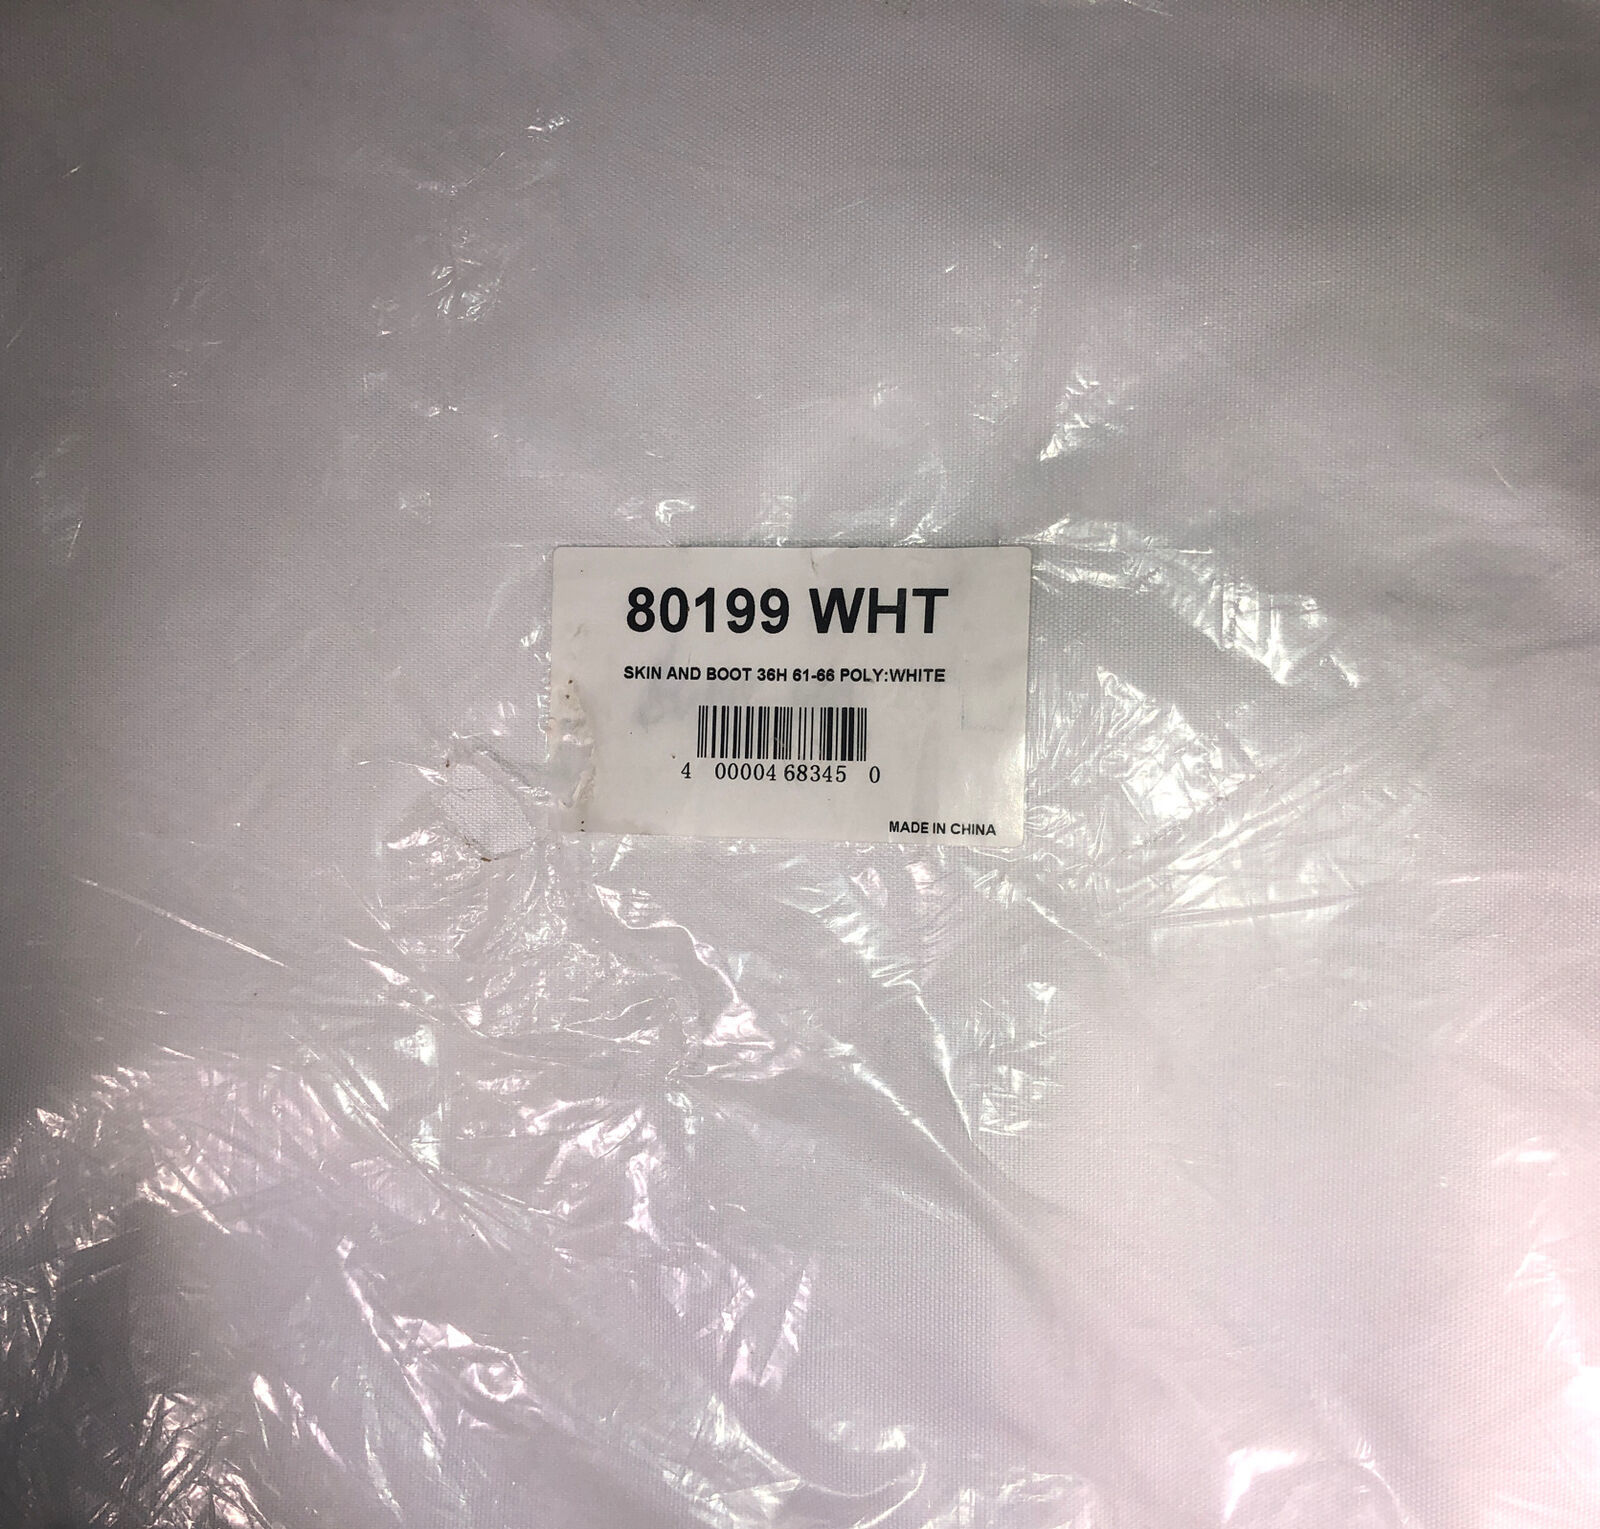 80199 WHT
SKIN AND BOOT 36H 61-66 POLY:WHITE
4 00004 68345 0
MADE IN CHINA